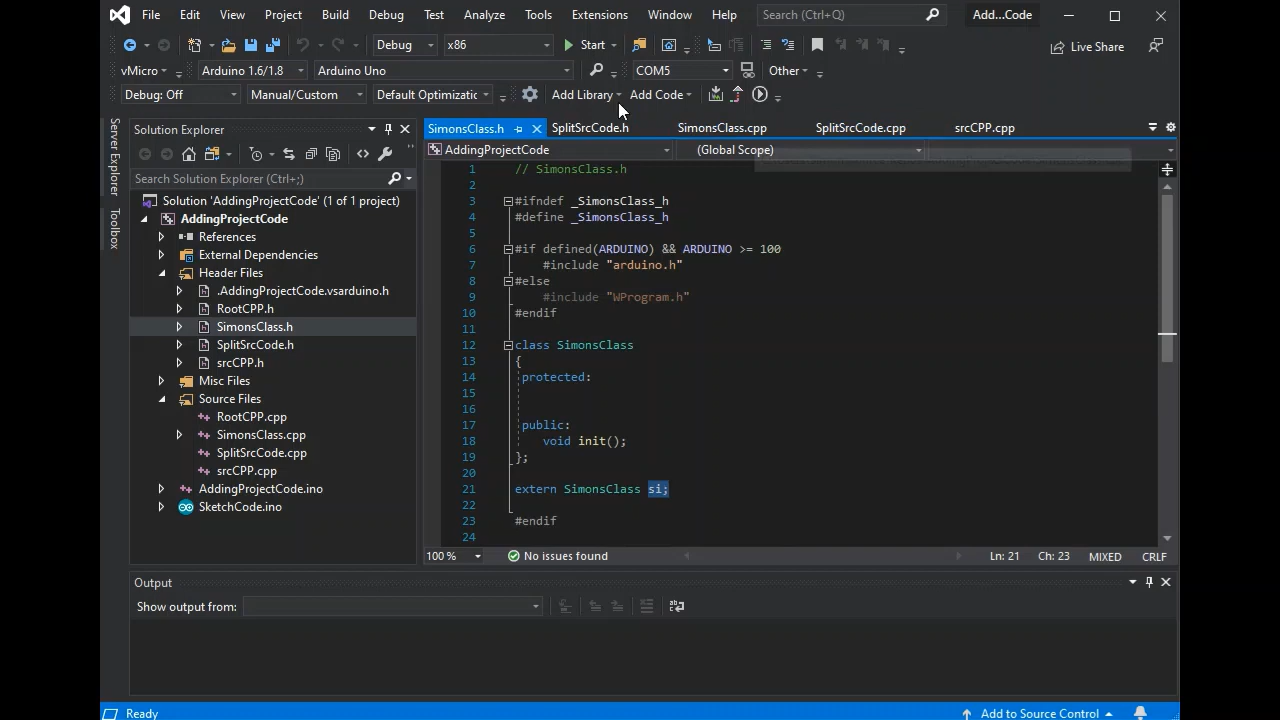 File Edit View Project Build Debug Test Analyze Tools Extensions Window Help Search (Ctrl+Q) Add...Code
Debug x86 Start Live Share
vMicro Arduino 1.6/1.8 Arduino Uno COM5 Other
Debug: Off Manual/Custom Default Optimizatic Add Library Add Code
Server Explorer
Toolbox
Solution Explorer
Search Solution Explorer (Ctrl+;)
Solution 'AddingProjectCode' (1 of 1 project)
AddingProjectCode
References
External Dependencies
Header Files
.AddingProjectCode.vsarduino.h
RootCPP.h
SimonsClass.h
SplitSrcCode.h
srcCPP.h
Misc Files
Source Files
RootCPP.cpp
SimonsClass.cpp
SplitSrcCode.cpp
srcCPP.cpp
AddingProjectCode.ino
SketchCode.ino
SimonsClass.h SplitSrcCode.h SimonsClass.cpp SplitSrcCode.cpp srcCPP.cpp
AddingProjectCode (Global Scope)
1 // SimonsClass.h
2
3 #ifndef _SimonsClass_h
4 #define _SimonsClass_h
5
6 #if defined(ARDUINO) && ARDUINO >= 100
7 #include "arduino.h"
8 #else
9 #include "WProgram.h"
10 #endif
11
12 class SimonsClass
13 {
14 protected:
15
16
17 public:
18 void init();
19 };
20
21 extern SimonsClass si;
22
23 #endif
24
100 % No issues found Ln: 21 Ch: 23 MIXED CRLF
Output
Show output from:
Ready Add to Source Control